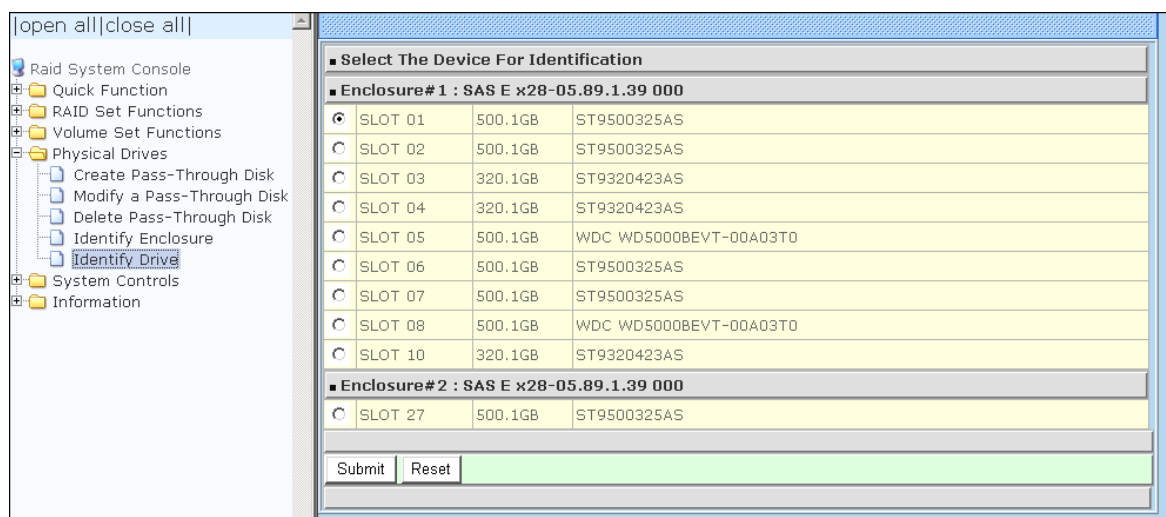 |open all|close all|
Raid System Console
Quick Function
RAID Set Functions
Volume Set Functions
Physical Drives
Create Pass-Through Disk
Modify a Pass-Through Disk
Delete Pass-Through Disk
Identify Enclosure
Identify Drive
System Controls
Information
Select The Device For Identification
Enclosure#1 : SAS E x28-05.89.1.39 000
SLOT 01 500.1GB ST9500325AS
SLOT 02 500.1GB ST9500325AS
SLOT 03 320.1GB ST9320423AS
SLOT 04 320.1GB ST9320423AS
SLOT 05 500.1GB WDC WD5000BEVT-00A03T0
SLOT 06 500.1GB ST9500325AS
SLOT 07 500.1GB ST9500325AS
SLOT 08 500.1GB WDC WD5000BEVT-00A03T0
SLOT 10 320.1GB ST9320423AS
Enclosure#2 : SAS E x28-05.89.1.39 000
SLOT 27 500.1GB ST9500325AS
Submit Reset